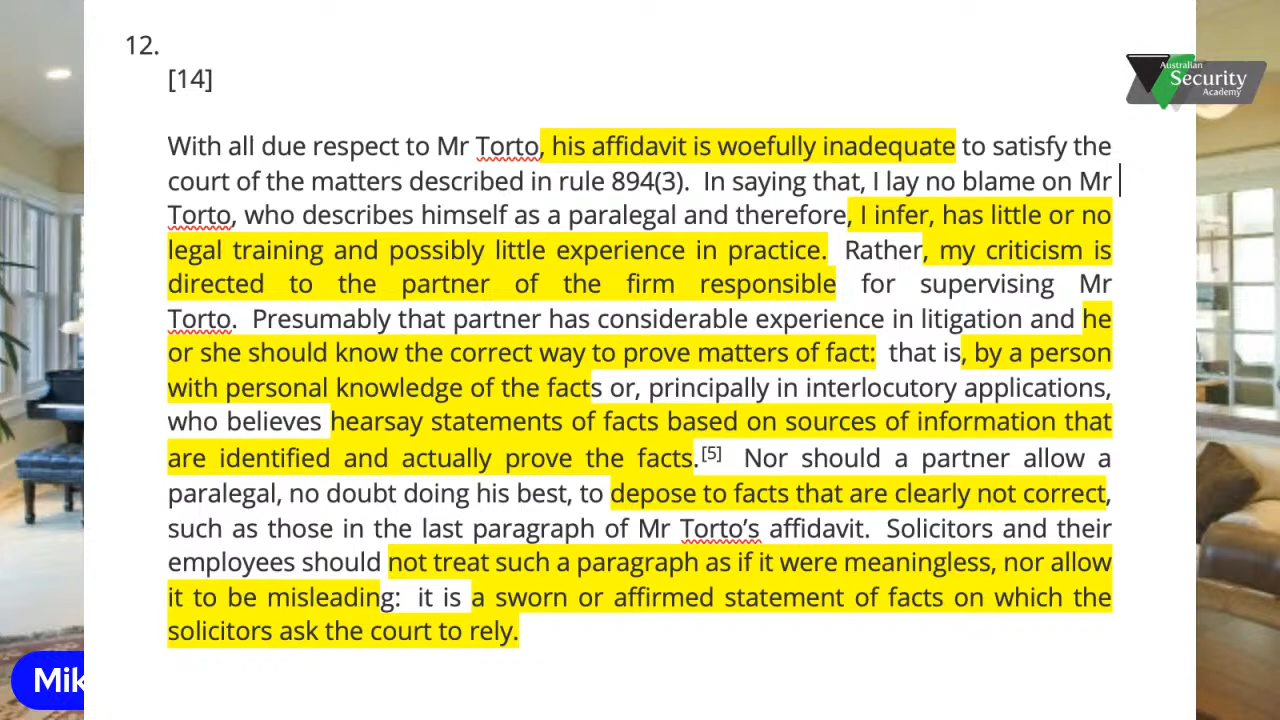 12.
[14]
Australian
Security
Academy
With all due respect to Mr Torto, his affidavit is woefully inadequate to satisfy the
court of the matters described in rule 894(3). In saying that, I lay no blame on Mr
Torto, who describes himself as a paralegal and therefore, I infer, has little or no
legal training and possibly little experience in practice. Rather, my criticism is
directed to the partner of the firm responsible for supervising Mr
Torto. Presumably that partner has considerable experience in litigation and he
or she should know the correct way to prove matters of fact: that is, by a person
with personal knowledge of the facts or, principally in interlocutory applications,
who believes hearsay statements of facts based on sources of information that
are identified and actually prove the facts.[5] Nor should a partner allow a
paralegal, no doubt doing his best, to depose to facts that are clearly not correct,
such as those in the last paragraph of Mr Torto’s affidavit. Solicitors and their
employees should not treat such a paragraph as if it were meaningless, nor allow
it to be misleading: it is a sworn or affirmed statement of facts on which the
solicitors ask the court to rely.
Mik